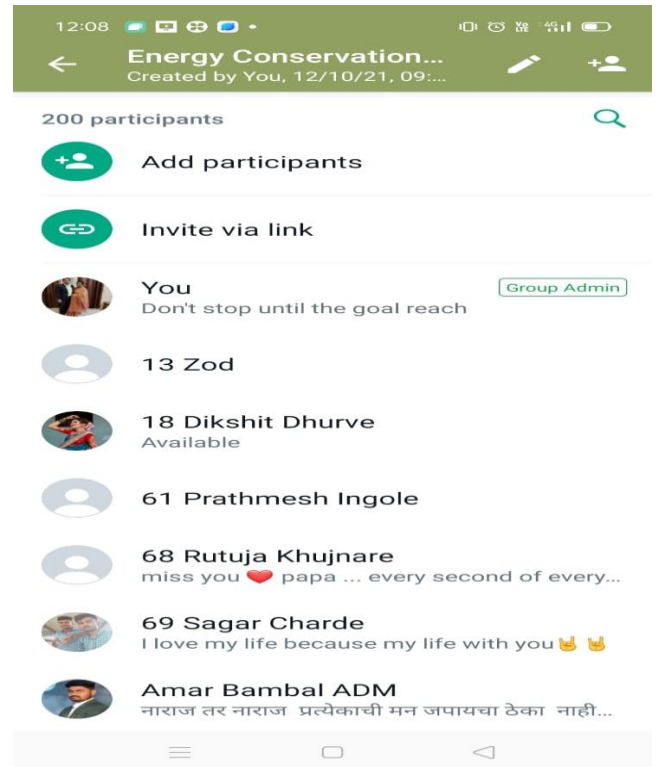 12:08
Energy Conservation...
Created by You, 12/10/21, 09:...
200 participants
Add participants
Invite via link
You
Group Admin
Don't stop until the goal reach
13 Zod
18 Dikshit Dhurve
Available
61 Prathmesh Ingole
68 Rutuja Khujnare
miss you ❤️ papa ... every second of every...
69 Sagar Charde
I love my life because my life with you🤘 🤘
Amar Bambal ADM
नाराज तर नाराज प्रत्येकाची मन जपायचा ठेका नाही...